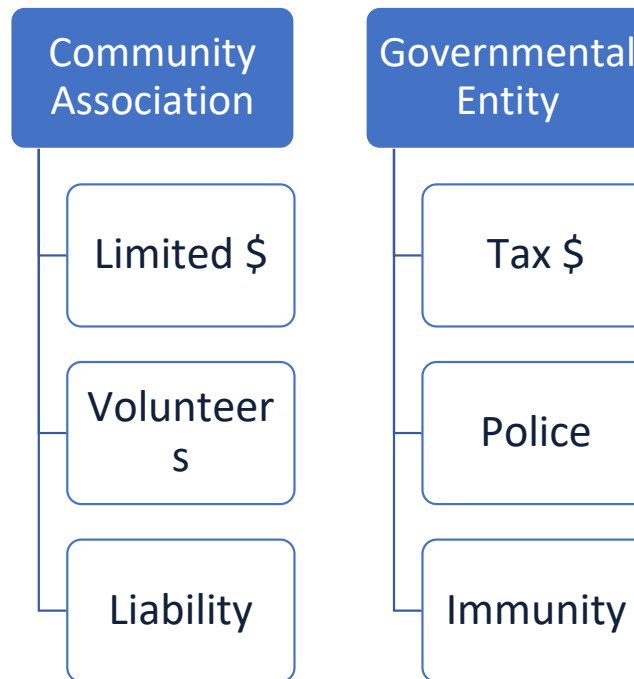 Community
Association
Limited $
Volunteer
s
Liability
Governmental
Entity
Tax $
Police
Immunity